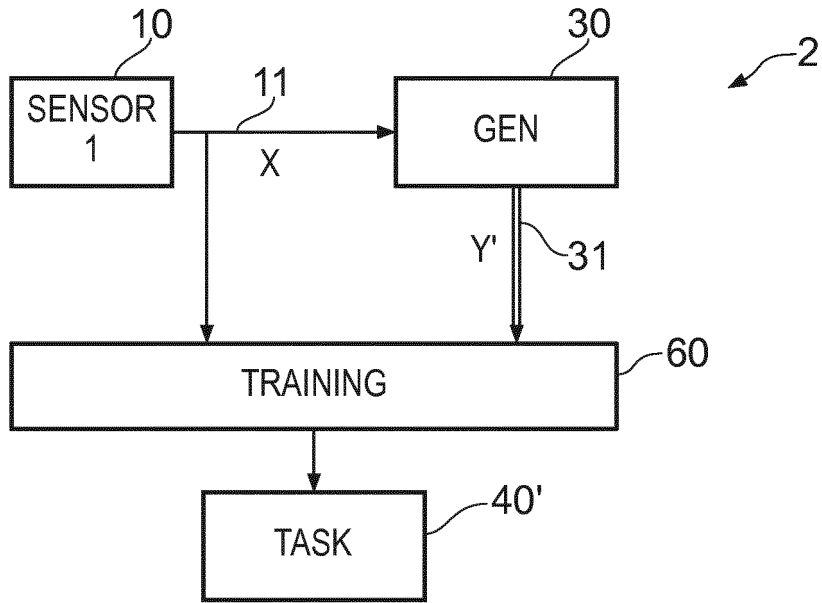 10
30
2
SENSOR
1
11
GEN
X
Y'
31
60
TRAINING
40'
TASK